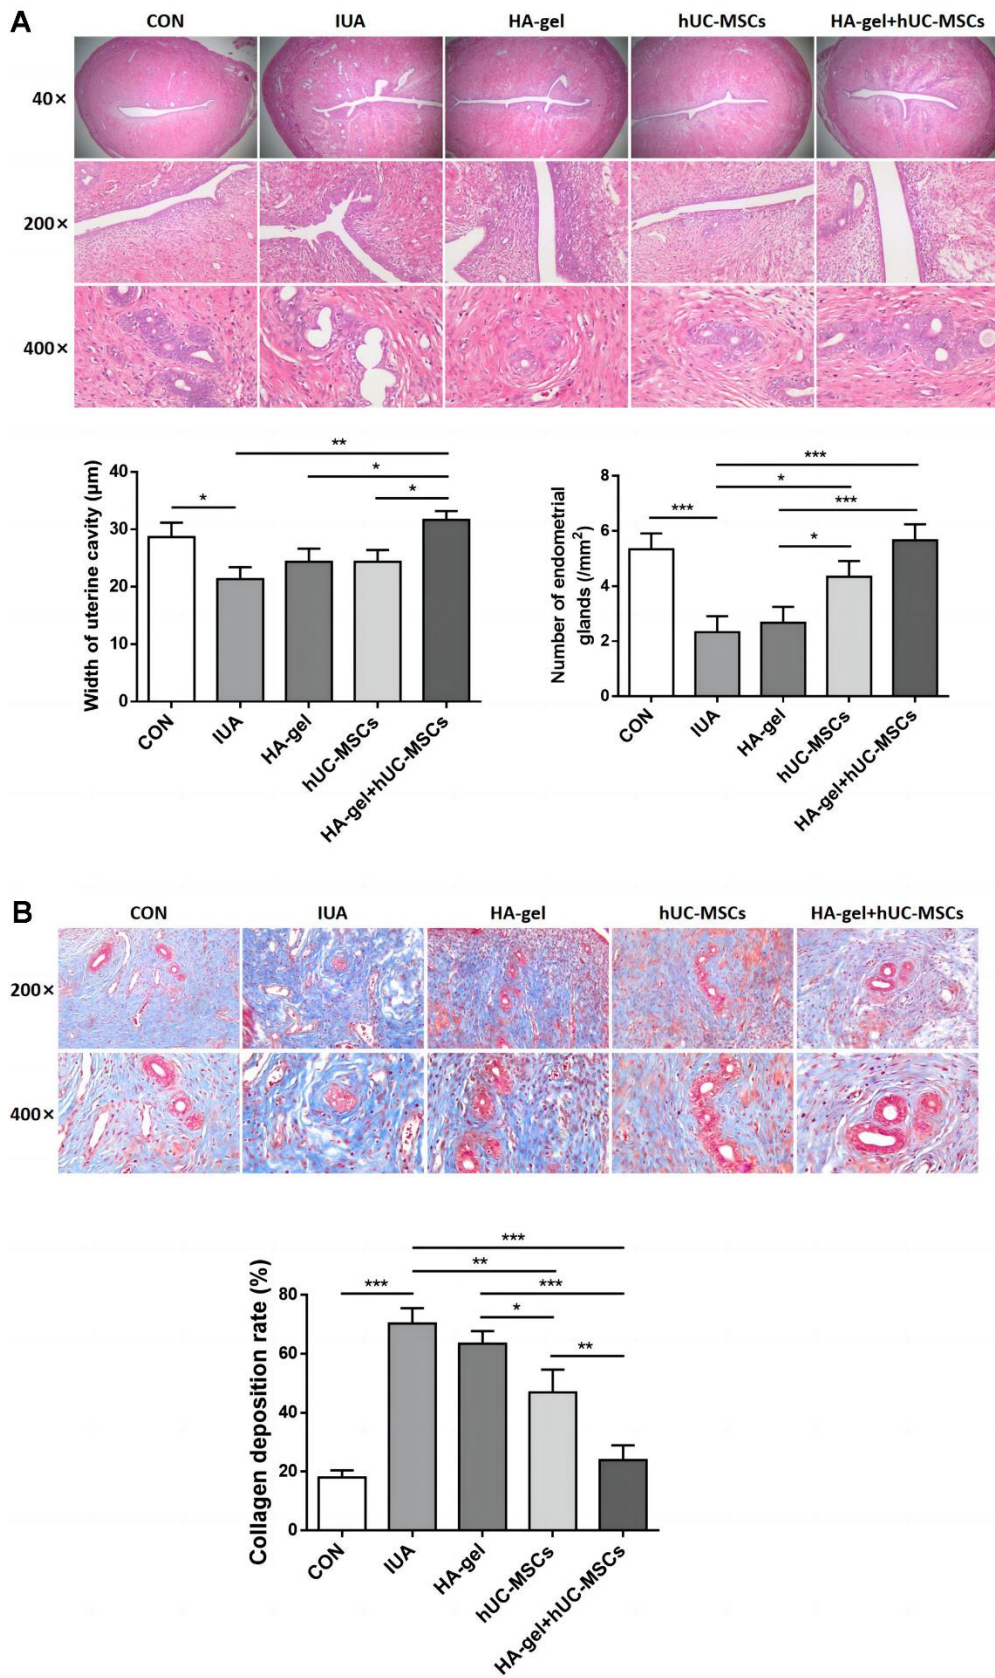 A
CON IUA HA-gel hUC-MSCs HA-gel+hUC-MSCs
40×
200×
400×
Width of uterine cavity (μm)
40
30
20
10
0
*
**
*
*
CON
IUA
HA-gel
hUC-MSCs
HA-gel+hUC-MSCs
Number of endometrial
glands (/mm²)
8
6
4
2
0
***
***
*
***
*
CON
IUA
HA-gel
hUC-MSCs
HA-gel+hUC-MSCs
B
CON IUA HA-gel hUC-MSCs HA-gel+hUC-MSCs
200×
400×
Collagen deposition rate (%)
80
60
40
20
0
***
***
**
***
*
**
CON
IUA
HA-gel
hUC-MSCs
HA-gel+hUC-MSCs